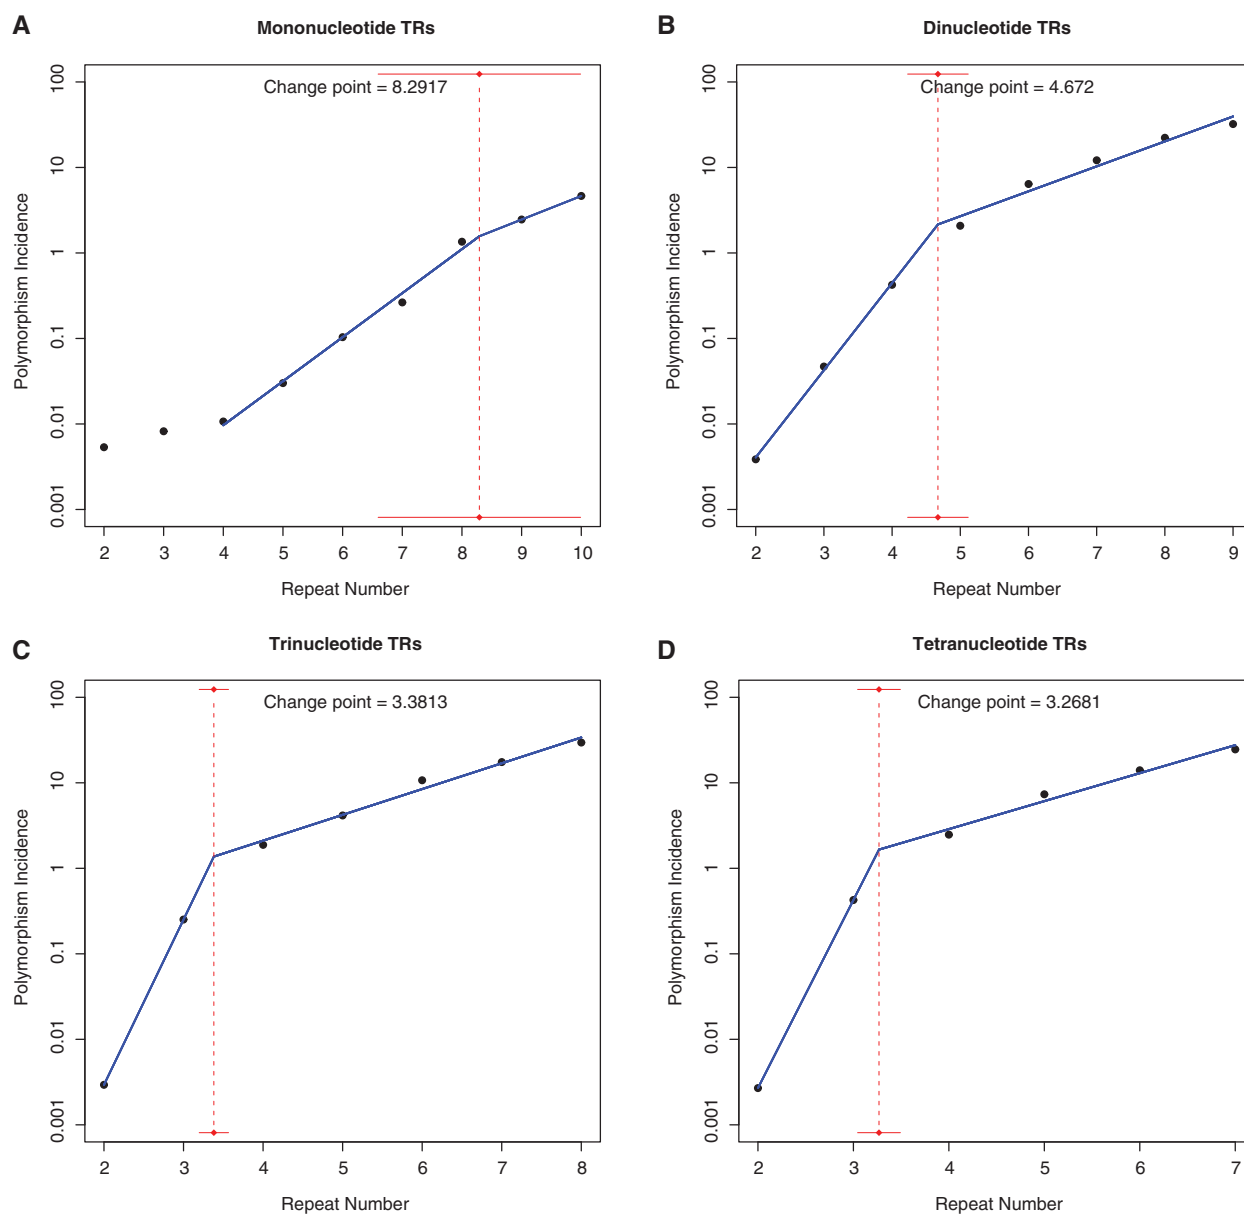 A
Mononucleotide TRs
Change point = 8.2917
100
10
1
0.1
0.01
0.001
Polymorphism Incidence
2 3 4 5 6 7 8 9 10
Repeat Number
B
Dinucleotide TRs
Change point = 4.672
100
10
1
0.1
0.01
0.001
Polymorphism Incidence
2 3 4 5 6 7 8 9
Repeat Number
C
Trinucleotide TRs
Change point = 3.3813
100
10
1
0.1
0.01
0.001
Polymorphism Incidence
2 3 4 5 6 7 8
Repeat Number
D
Tetranucleotide TRs
Change point = 3.2681
100
10
1
0.1
0.01
0.001
Polymorphism Incidence
2 3 4 5 6 7
Repeat Number